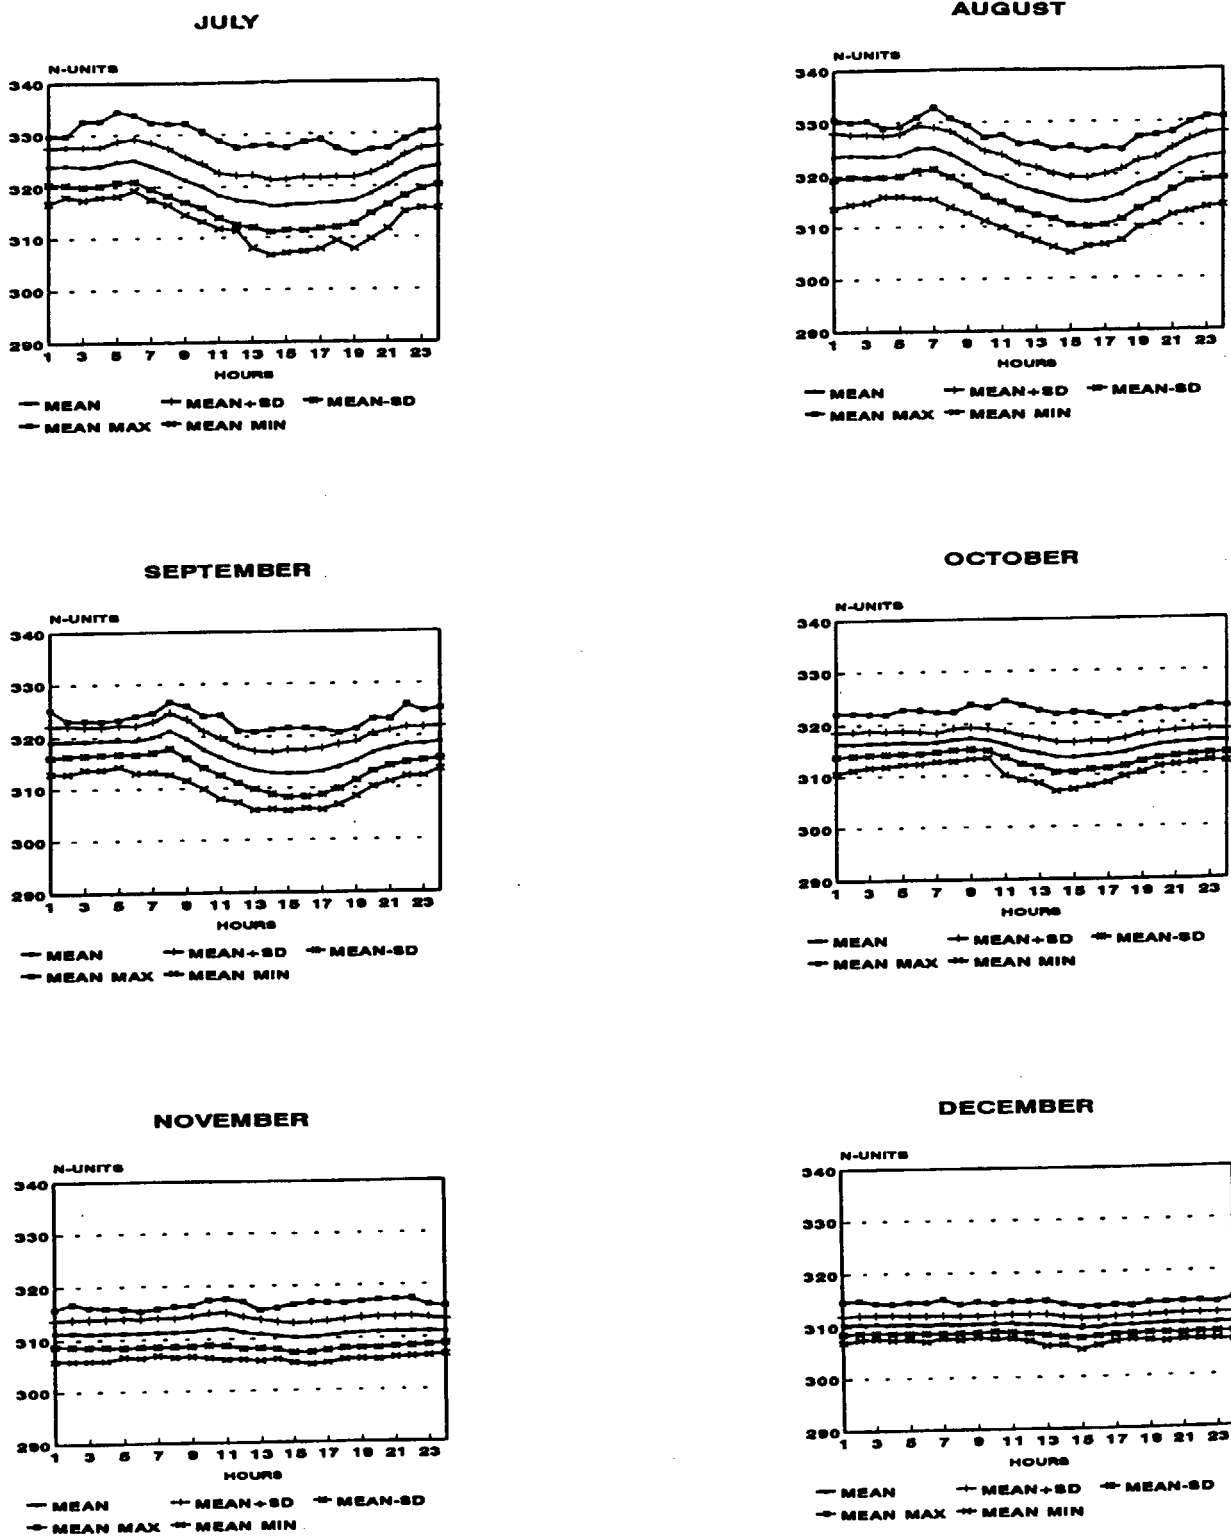 JULY
N-UNITS
340
330
320
310
300
290
1 3 5 7 9 11 13 15 17 19 21 23
HOURS
MEAN MEAN+SD MEAN-SD
MEAN MAX MEAN MIN
AUGUST
N-UNITS
340
330
320
310
300
290
1 3 5 7 9 11 13 15 17 19 21 23
HOURS
MEAN MEAN+SD MEAN-SD
MEAN MAX MEAN MIN
SEPTEMBER
N-UNITS
340
330
320
310
300
290
1 3 5 7 9 11 13 15 17 19 21 23
HOURS
MEAN MEAN+SD MEAN-SD
MEAN MAX MEAN MIN
OCTOBER
N-UNITS
340
330
320
310
300
290
1 3 5 7 9 11 13 15 17 19 21 23
HOURS
MEAN MEAN+SD MEAN-SD
MEAN MAX MEAN MIN
NOVEMBER
N-UNITS
340
330
320
310
300
290
1 3 5 7 9 11 13 15 17 19 21 23
HOURS
MEAN MEAN+SD MEAN-SD
MEAN MAX MEAN MIN
DECEMBER
N-UNITS
340
330
320
310
300
290
1 3 5 7 9 11 13 15 17 19 21 23
HOURS
MEAN MEAN+SD MEAN-SD
MEAN MAX MEAN MIN